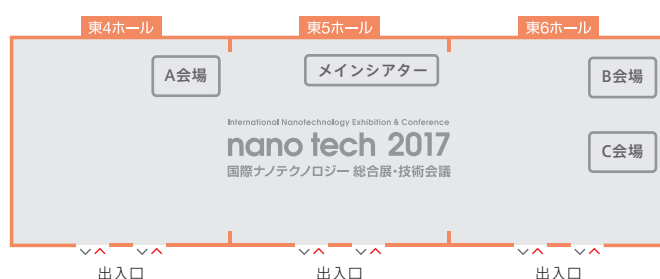 東4ホール
東5ホール
東6ホール
A会場
メインシアター
B会場
C会場
International Nanotechnology Exhibition & Conference
nano tech 2017
国際ナノテクノロジー 総合展・技術会議
出入口
出入口
出入口